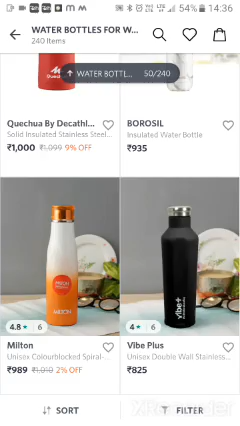 54% 14:36
WATER BOTTLES FOR W...
240 Items
WATER BOTTL... 50/240
Quechua By Decathl...
Solid Insulated Stainless Steel...
₹1,000 ₹1,099 9% OFF
BOROSIL
Insulated Water Bottle
₹935
MILTON
4.8 ★ 6
vibe+
4 ★ 6
Milton
Unisex Colourblocked Spiral-...
₹989 ₹1,010 2% OFF
Vibe Plus
Unisex Double Wall Stainless...
₹825
SORT
FILTER